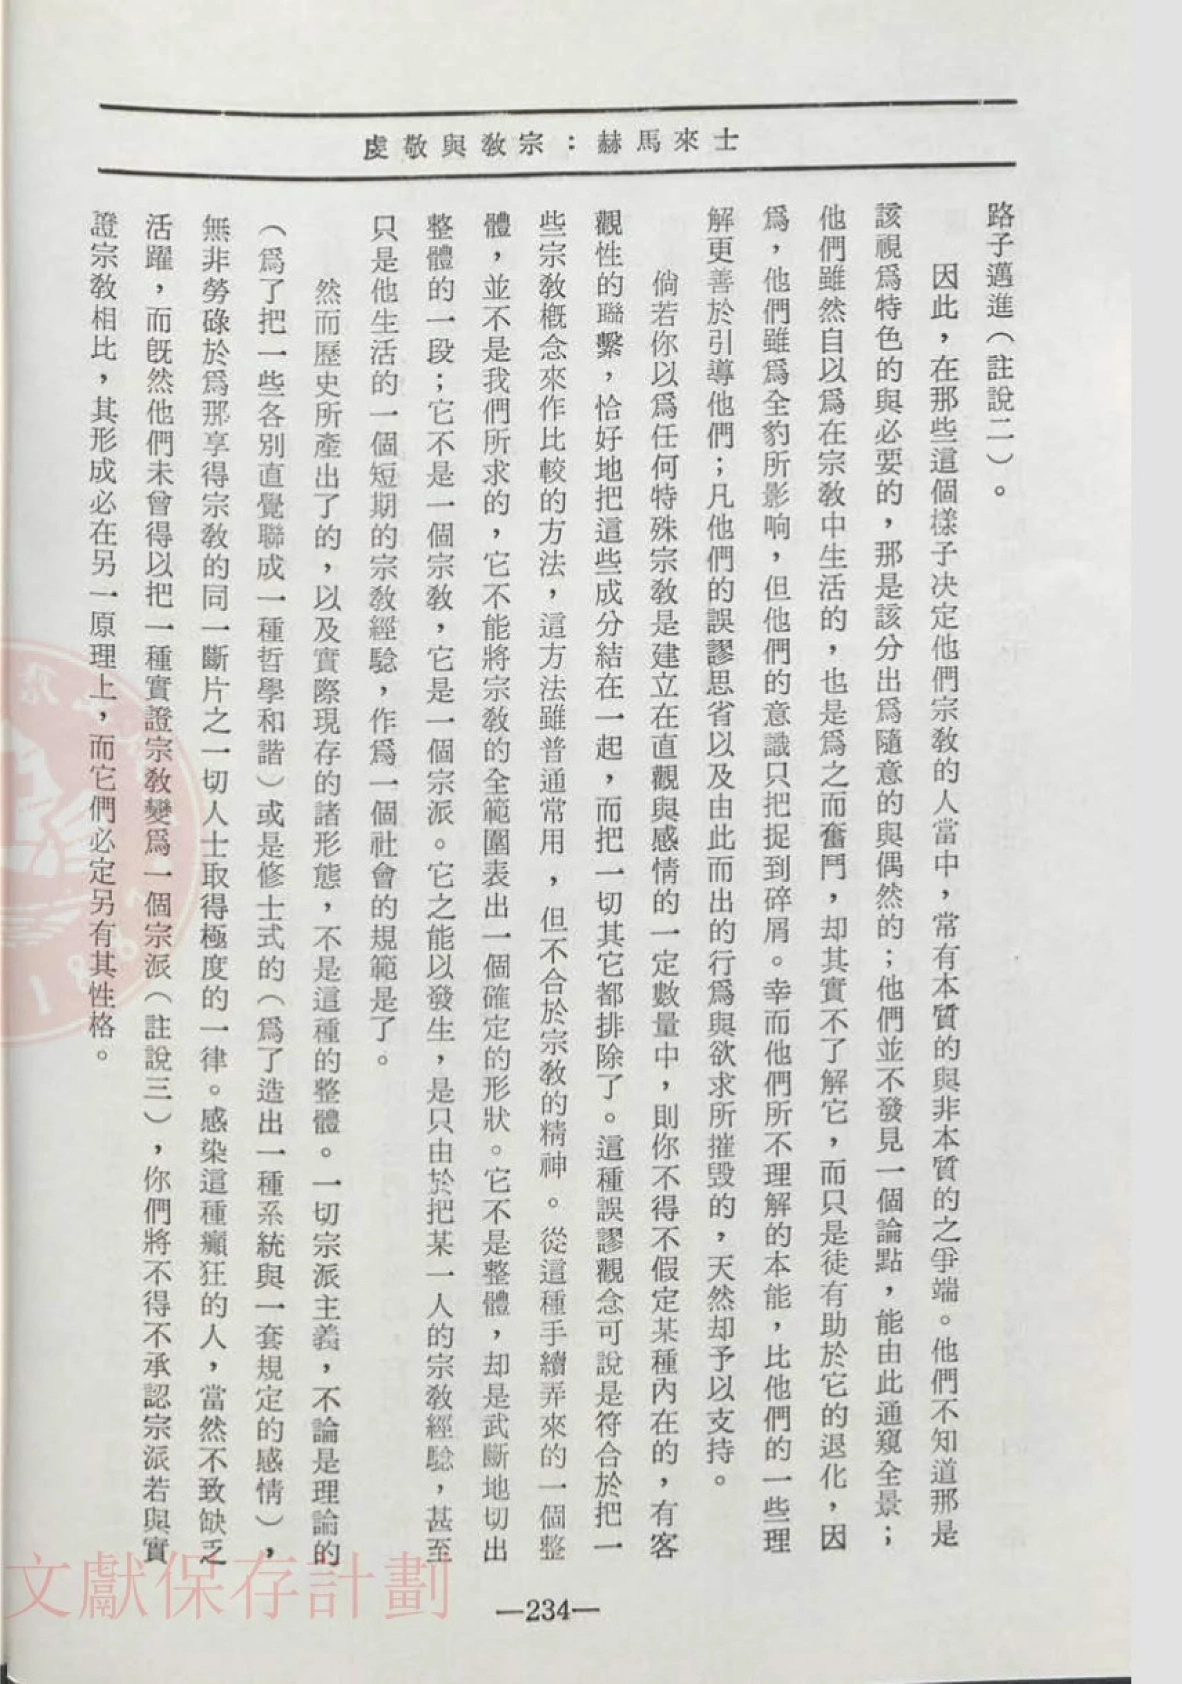 士來馬赫：宗教與敬虔
路子邁進（註說二）。
因此，在那些這個樣子決定他們宗教的人當中，常有本質的與非本質的之爭端。他們不知道那是
該視爲特色的與必要的，那是該分出爲隨意的與偶然的；他們並不發見一個論點，能由此通窺全景；
他們雖然自以爲在宗教中生活的，也是爲之而奮鬥，却其實不了解它，而只是徒有助於它的退化，因
爲，他們雖爲全豹所影响，但他們的意識只把捉到碎屑。幸而他們所不理解的本能，比他們的一些理
解更善於引導他們；凡他們的誤謬思省以及由此而出的行爲與欲求所摧毀的，天然却予以支持。
倘若你以爲任何特殊宗教是建立在直觀與感情的一定數量中，則你不得不假定某種內在的，有客
觀性的聯繫，恰好地把這些成分結在一起，而把一切其它都排除了。這種誤謬觀念可說是符合於把一
些宗教概念來作比較的方法，這方法雖普通常用，但不合於宗教的精神。從這種手續弄來的一個整
體，並不是我們所求的，它不能將宗教的全範圍表出一個確定的形狀。它不是整體，却是武斷地切出
整體的一段；它不是一個宗教，它是一個宗派。它之能以發生，是只由於把某一人的宗教經驗，甚至
只是他生活的一個短期的宗教經驗，作爲一個社會的規範是了。
然而歷史所產出了的，以及實際現存的諸形態，不是這種的整體。一切宗派主義，不論是理論的
（爲了把一些各別直覺聯成一種哲學和諧）或是修士式的（爲了造出一種系統與一套規定的感情），
無非勞碌於爲那享得宗教的同一斷片之一切人士取得極度的一律。感染這種癲狂的人，當然不致缺乏
活躍，而旣然他們未曾得以把一種實證宗教變爲一個宗派（註說三），你們將不得不承認宗派若與實
證宗教相比，其形成必在另一原理上，而它們必定另有其性格。
—234—
文獻保存計劃